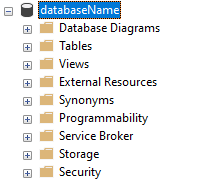 databaseName
Database Diagrams
Tables
Views
External Resources
Synonyms
Programmability
Service Broker
Storage
Security